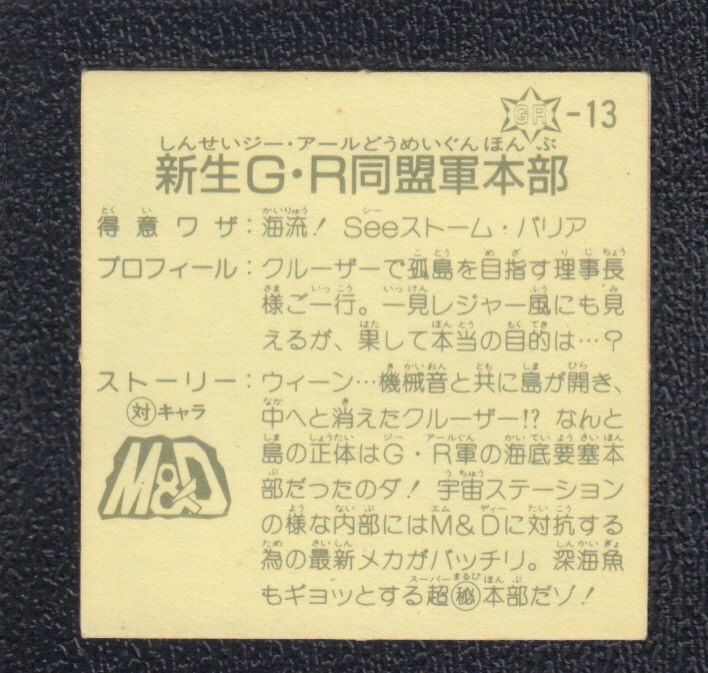 GR -13
しんせいジー・アールどうめいぐんほんぶ
新生G・R同盟軍本部
得意ワザ:海流! Seeストーム・バリア
プロフィール:クルーザーで孤島を目指す理事長
様ご一行。一見レジャー風にも見
えるが、果して本当の目的は…?
ストーリー:ウィーン…機械音と共に島が開き、
対キャラ
中へと消えたクルーザー!? なんと
島の正体はG・R軍の海底要塞本
M&D
部だったのダ! 宇宙ステーション
の様な内部にはM&Dに対抗する
為の最新メカがバッチリ。深海魚
もギョッとする超㊙本部だゾ!